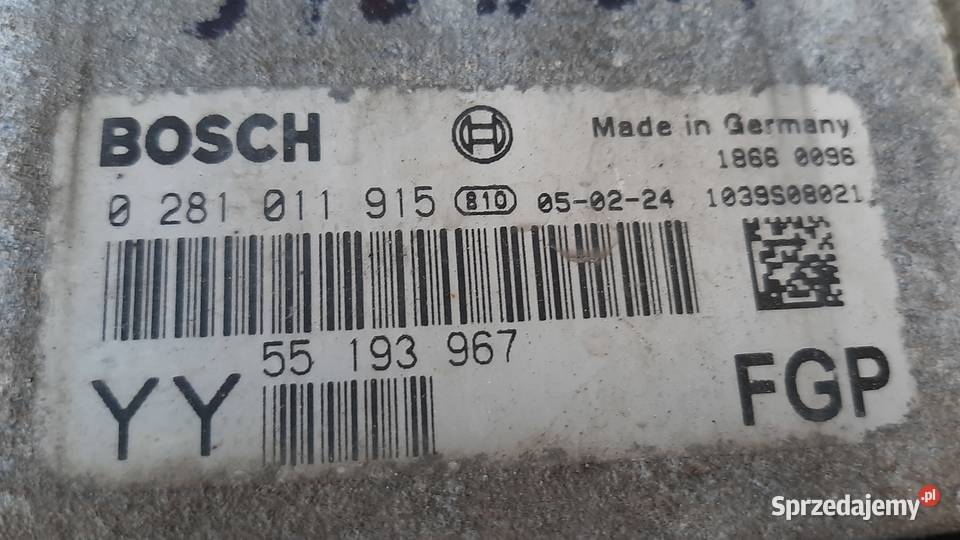 BOSCH
Made in Germany
1866 0096
0 281 011 915 810 05-02-24 1039S08021
55 193 967
YY
FGP
Sprzedajemy.pl